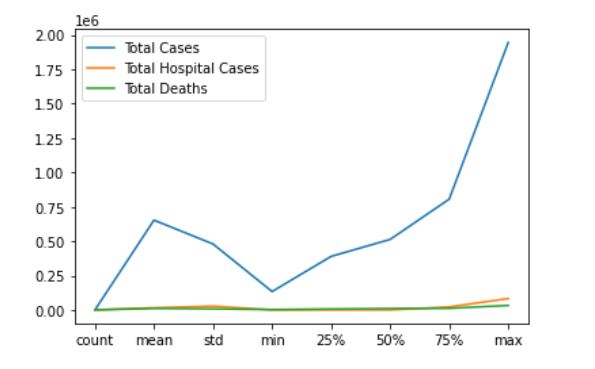 1e6
2.00
1.75
1.50
1.25
1.00
0.75
0.50
0.25
0.00
Total Cases
Total Hospital Cases
Total Deaths
count mean std min 25% 50% 75% max